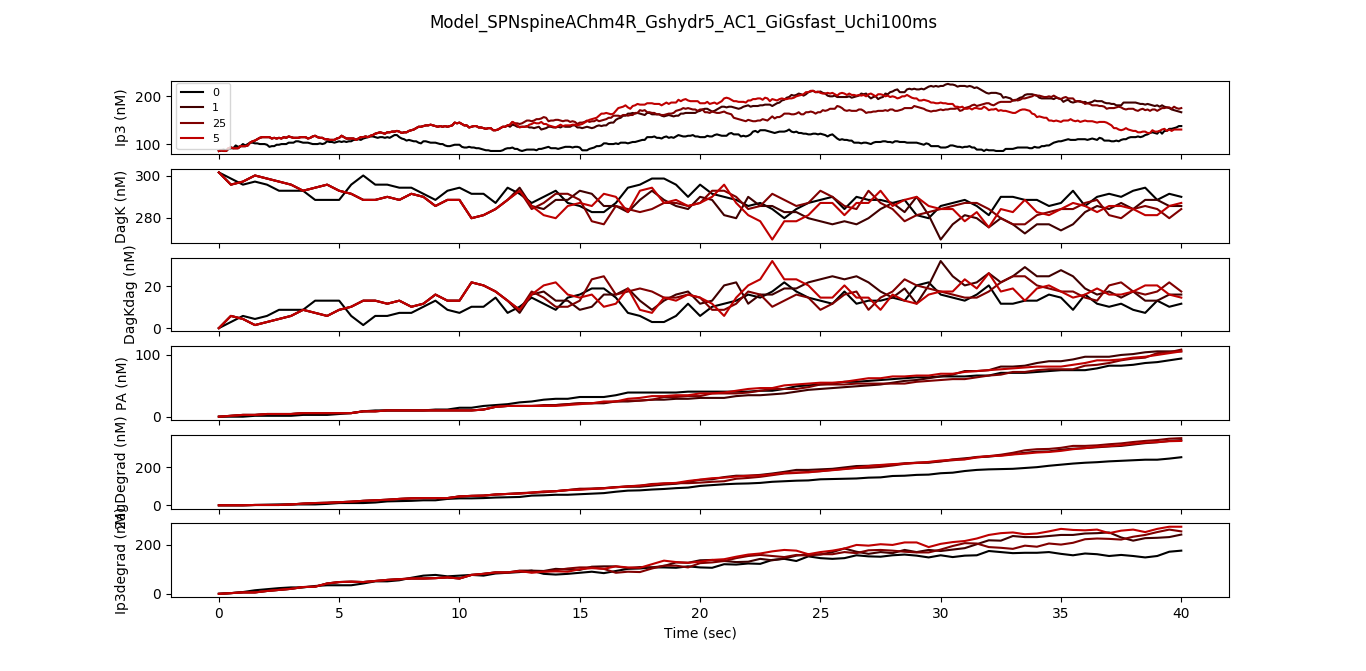 Model_SPNspineAChm4R_Gshydr5_AC1_GiGsfast_Uchi100ms
Ip3 (nM)
200
100
0
1
25
5
DagK (nM)
300
280
DagKdag (nM)
20
0
PA (nM)
100
0
Degrad (nM)
200
0
Ip3degrad (nM)
200
0
0 5 10 15 20 25 30 35 40
Time (sec)